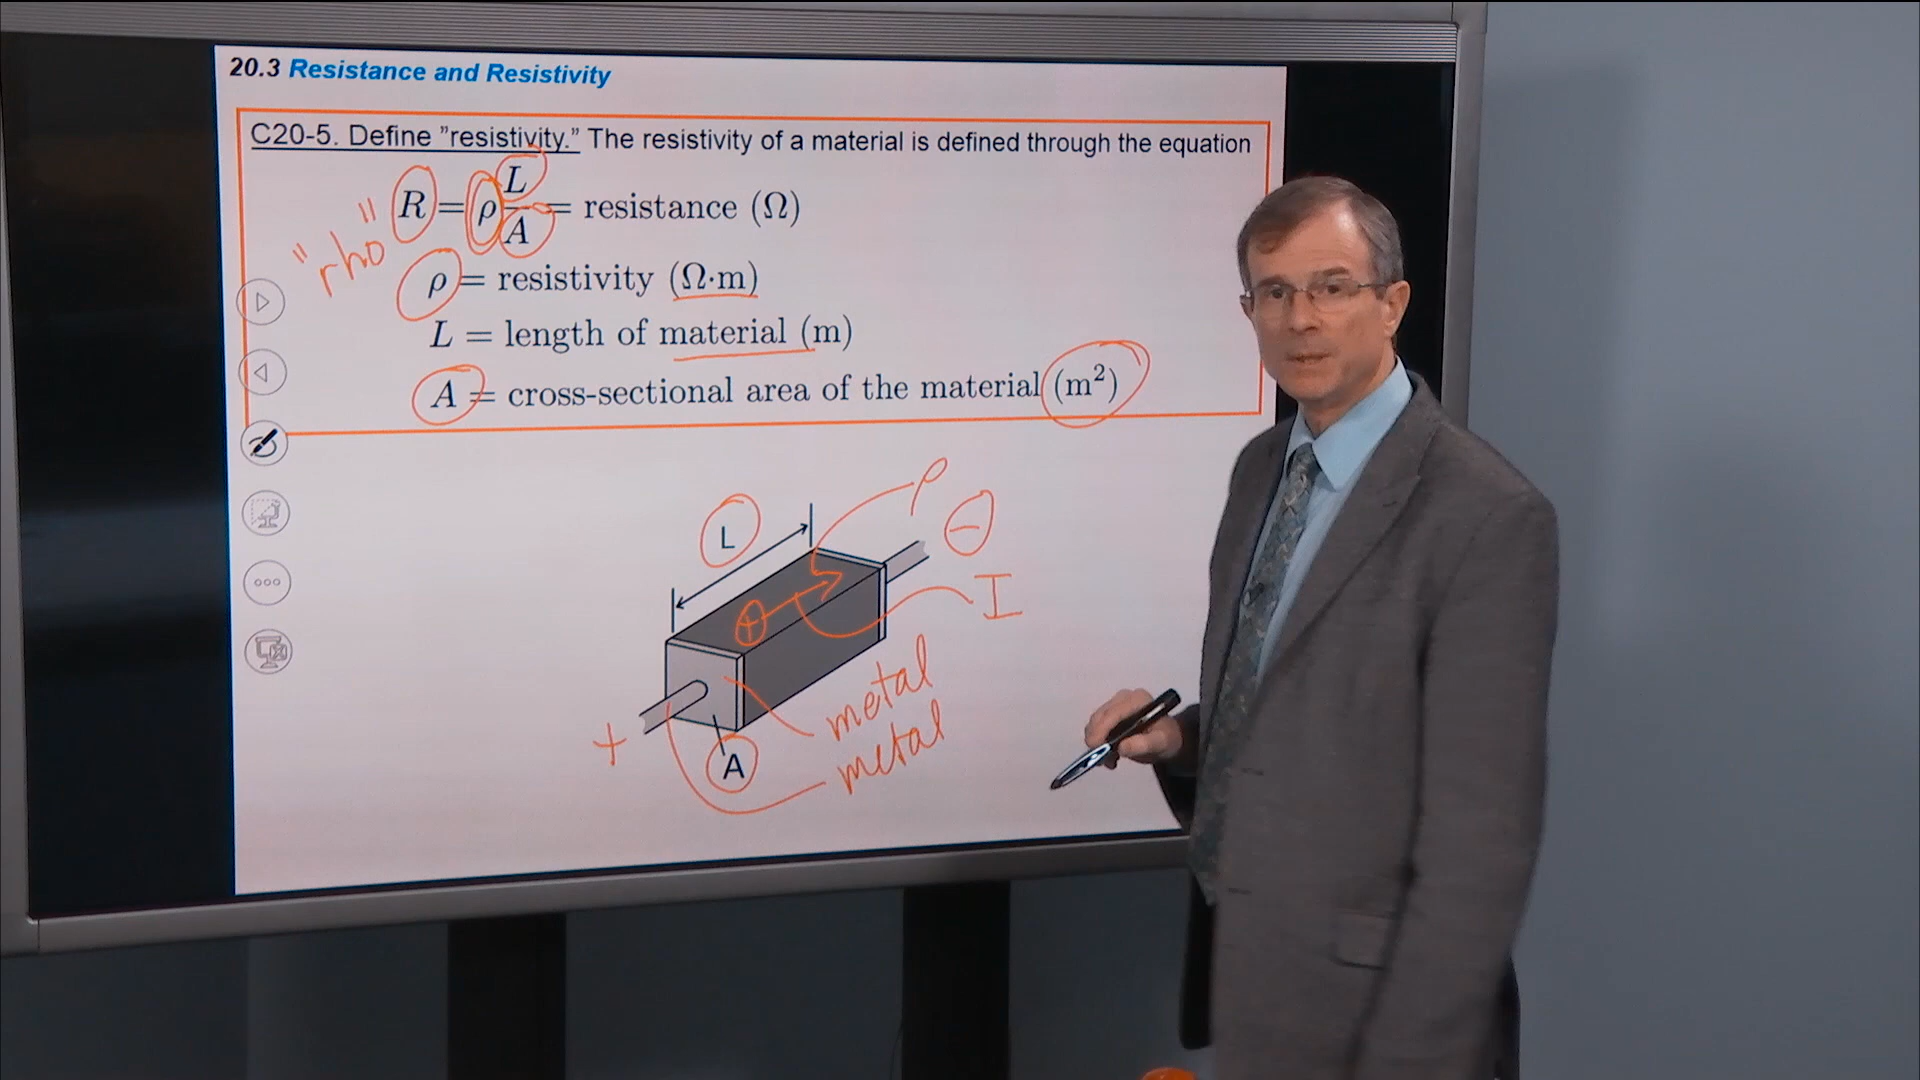 20.3 Resistance and Resistivity
C20-5. Define ”resistivity.” The resistivity of a material is defined through the equation
R = ρ L/A = resistance (Ω)
"rho"
ρ = resistivity (Ω·m)
L = length of material (m)
A = cross-sectional area of the material (m²)
ρ
L
−
+
I
metal
+
metal
A